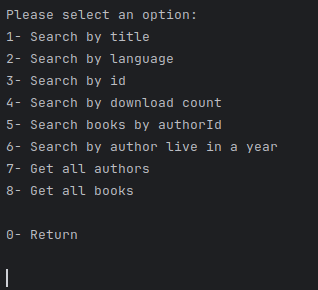 Please select an option:
1- Search by title
2- Search by language
3- Search by id
4- Search by download count
5- Search books by authorId
6- Search by author live in a year
7- Get all authors
8- Get all books
0- Return